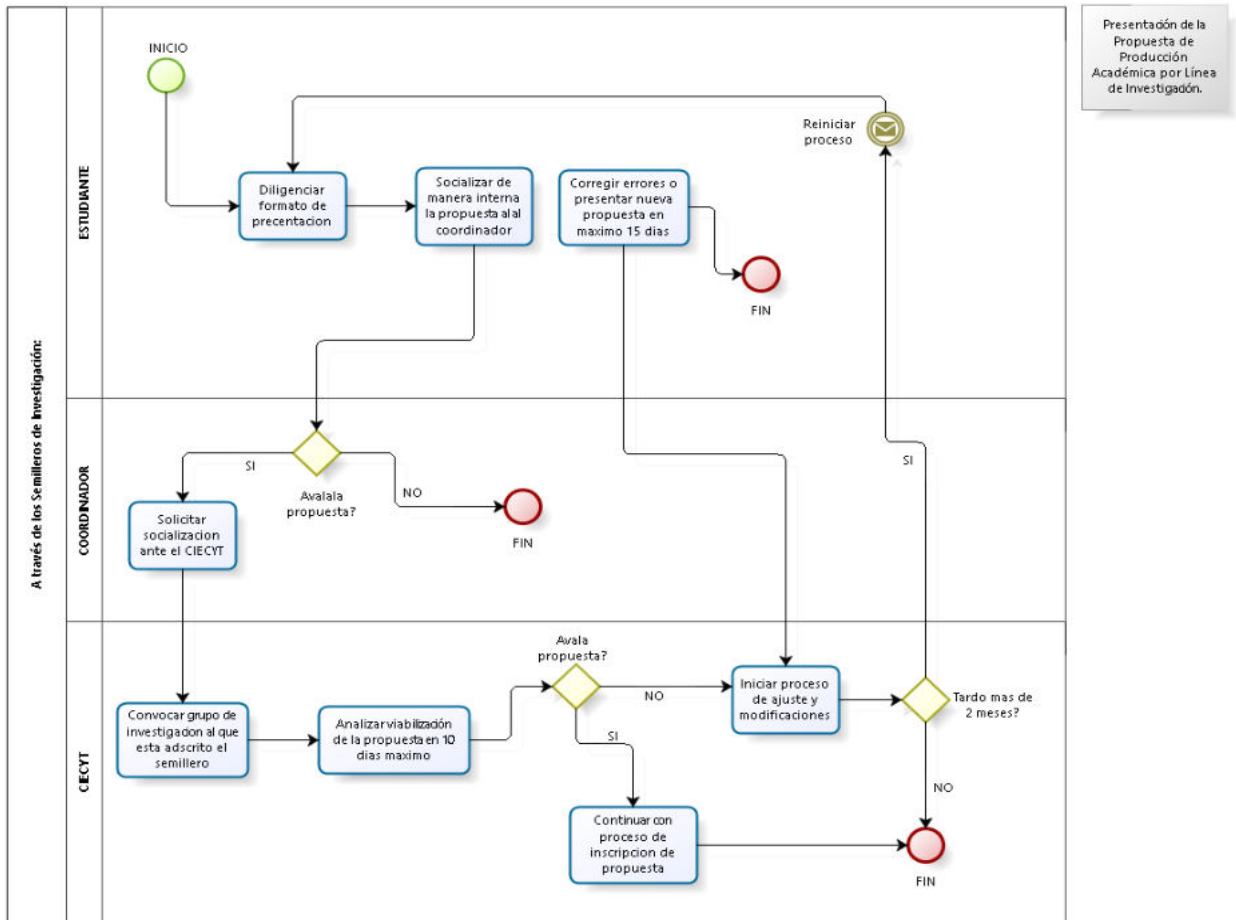 Presentación de la
Propuesta de
Producción
Académica por Línea
de Investigación.
A través de los Semilleros de Investigación:
ESTUDIANTE
INICIO
Reiniciar
proceso
Diligenciar
formato de
precentacion
Socializar de
manera interna
la propuesta al al
coordinador
Corregir errores o
presentar nueva
propuesta en
maximo 15 dias
FIN
COORDINADOR
SI
Avala la
propuesta?
NO
FIN
SI
Solicitar
socializacion
ante el CIECYT
CIECYT
Avala
propuesta?
NO
SI
Iniciar proceso
de ajuste y
modificaciones
Tardo mas de
2 meses?
Convocar grupo de
investigacion al que
esta adscrito el
semillero
Analizar viabilización
de la propuesta en 10
dias maximo
NO
Continuar con
proceso de
inscripcion de
propuesta
FIN